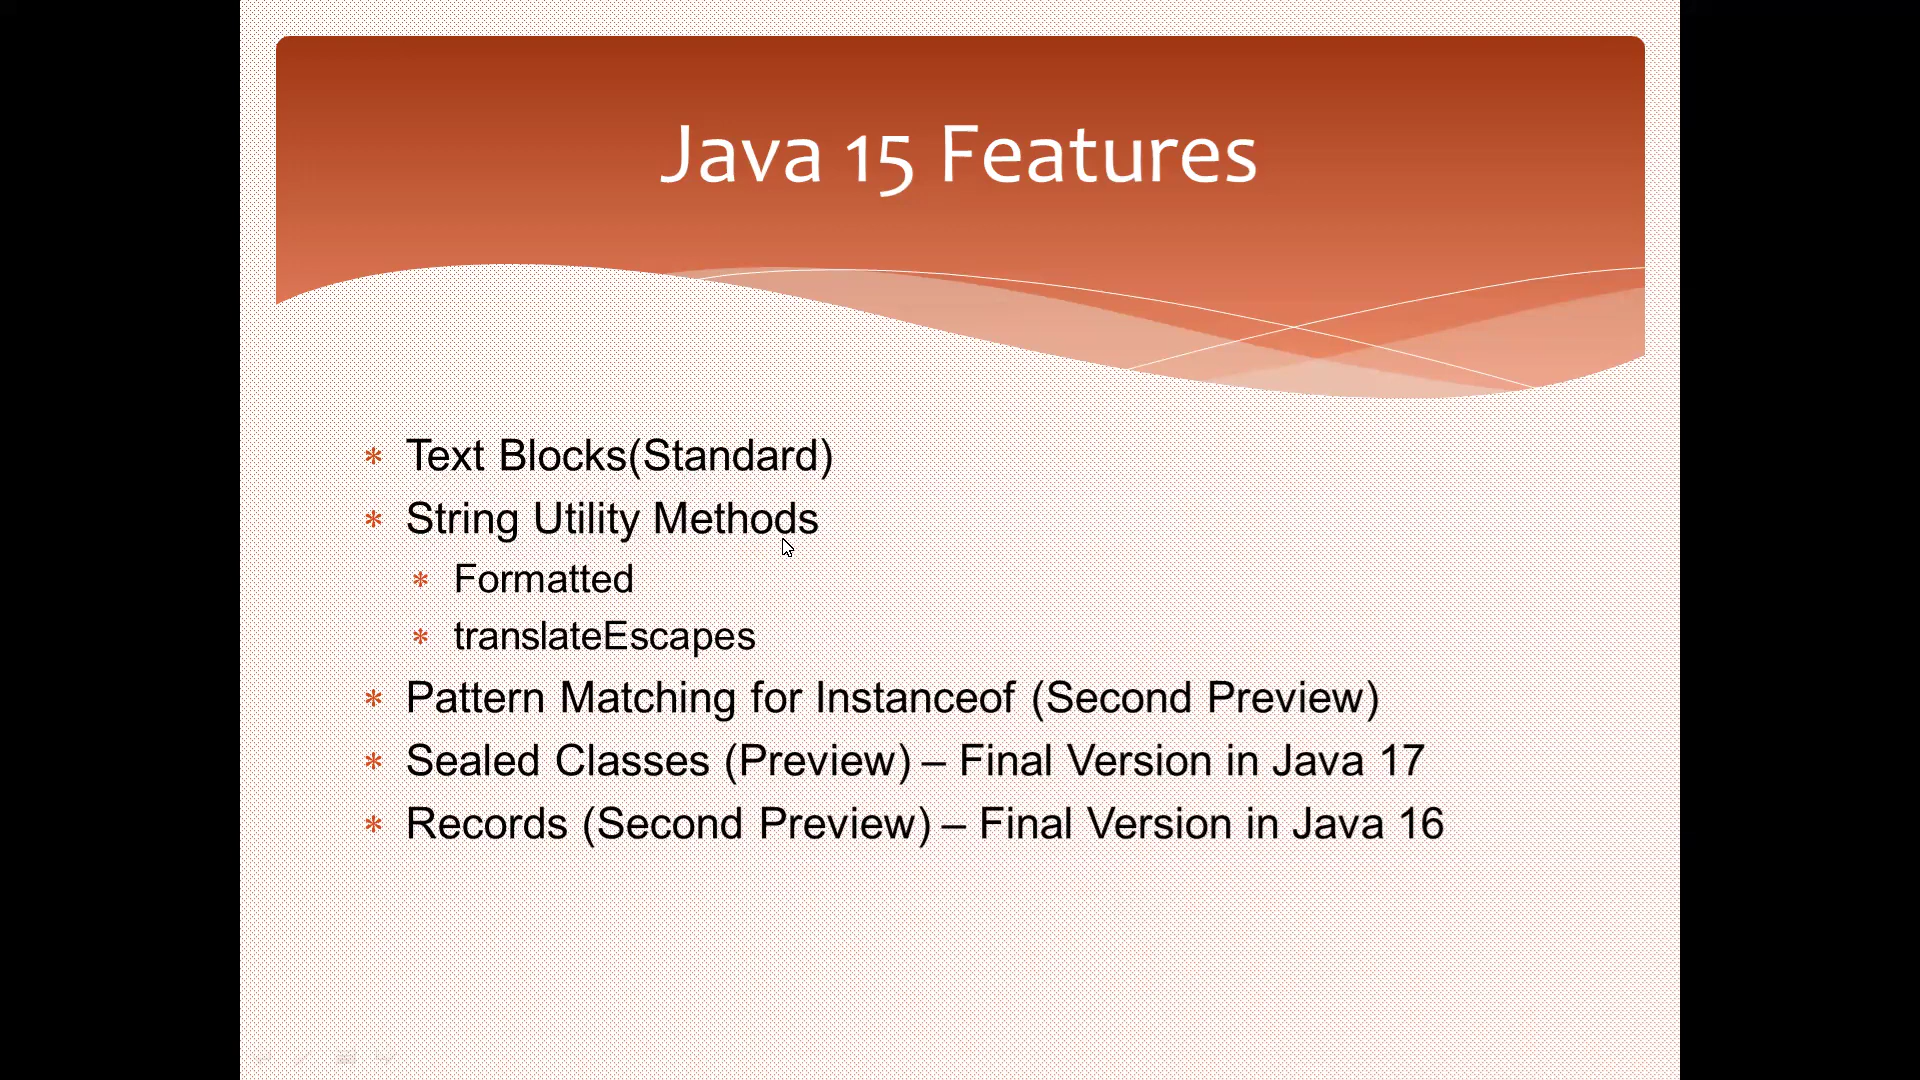 Java 15 Features
* Text Blocks(Standard)
* String Utility Methods
* Formatted
* translateEscapes
* Pattern Matching for Instanceof (Second Preview)
* Sealed Classes (Preview) – Final Version in Java 17
* Records (Second Preview) – Final Version in Java 16